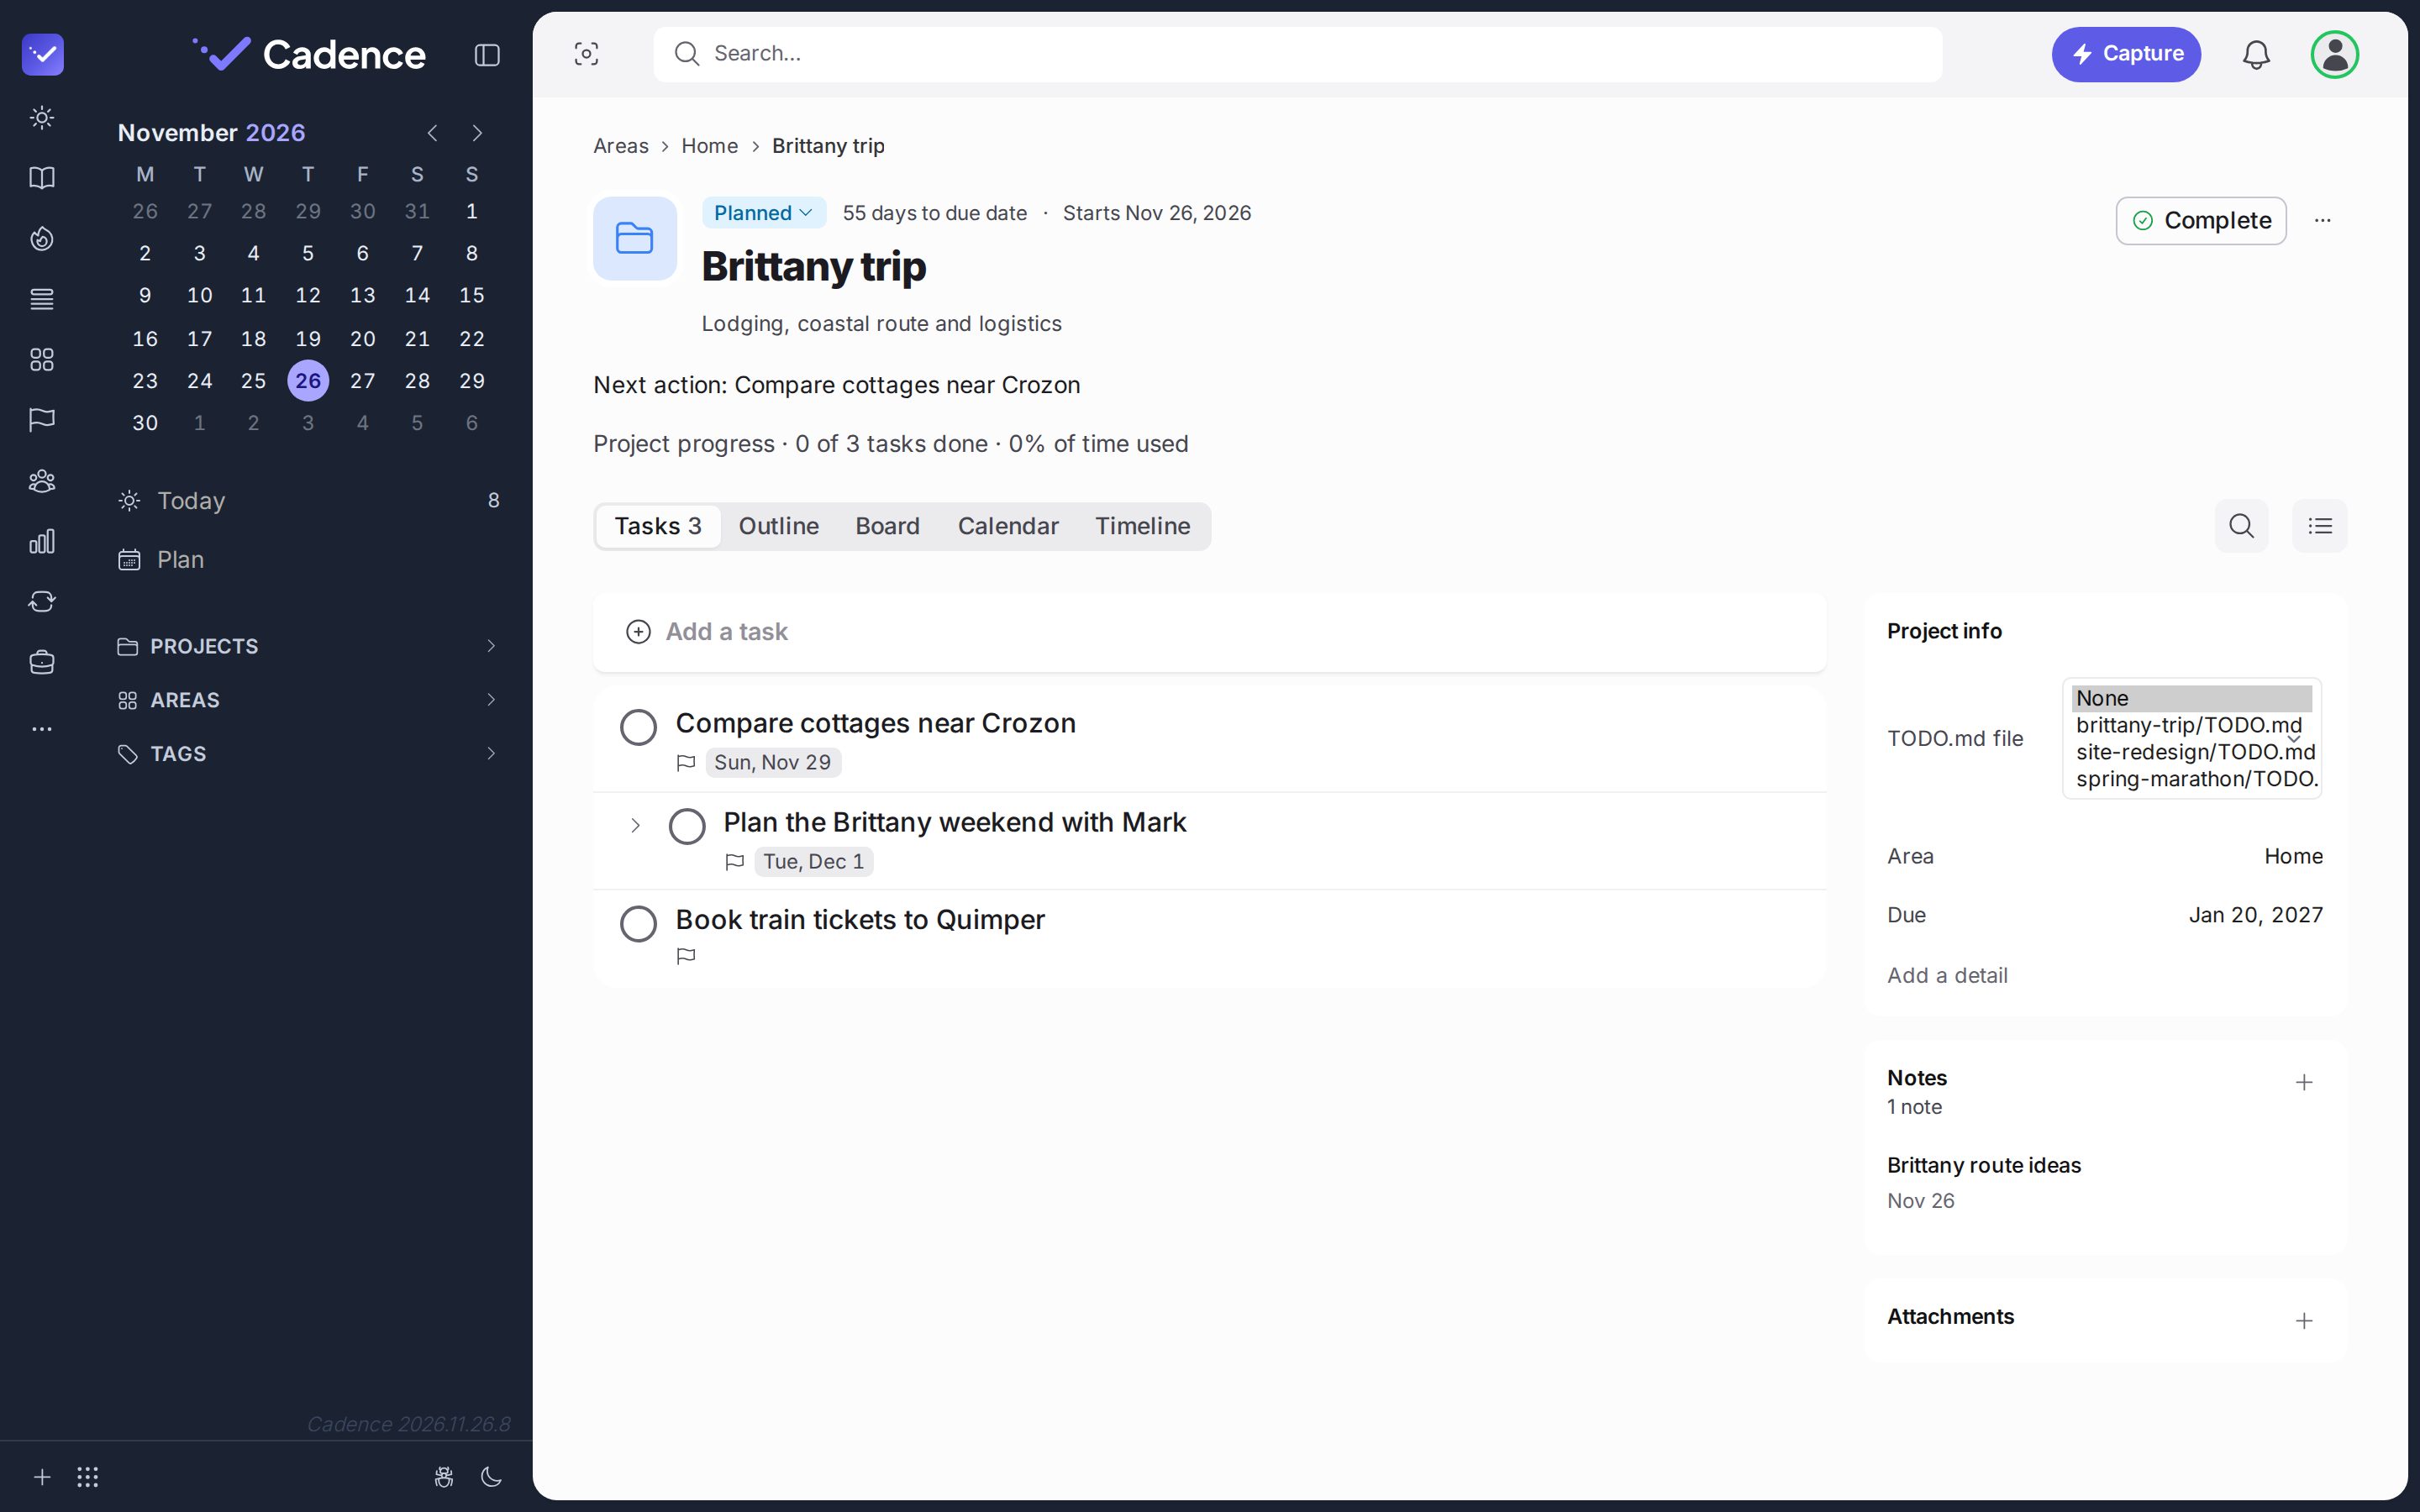 Cadence
November 2026
M T W T F S S
26 27 28 29 30 31 1
2 3 4 5 6 7 8
9 10 11 12 13 14 15
16 17 18 19 20 21 22
23 24 25 26 27 28 29
30 1 2 3 4 5 6
Today 8
Plan
PROJECTS
AREAS
TAGS
Cadence 2026.11.26.8
Search...
Capture
Areas > Home > Brittany trip
Planned 55 days to due date · Starts Nov 26, 2026
Complete
Brittany trip
Lodging, coastal route and logistics
Next action: Compare cottages near Crozon
Project progress · 0 of 3 tasks done · 0% of time used
Tasks 3 Outline Board Calendar Timeline
Add a task
Compare cottages near Crozon
Sun, Nov 29
Plan the Brittany weekend with Mark
Tue, Dec 1
Book train tickets to Quimper
Project info
TODO.md file
None
brittany-trip/TODO.md
site-redesign/TODO.md
spring-marathon/TODO.
Area Home
Due Jan 20, 2027
Add a detail
Notes
1 note
Brittany route ideas
Nov 26
Attachments